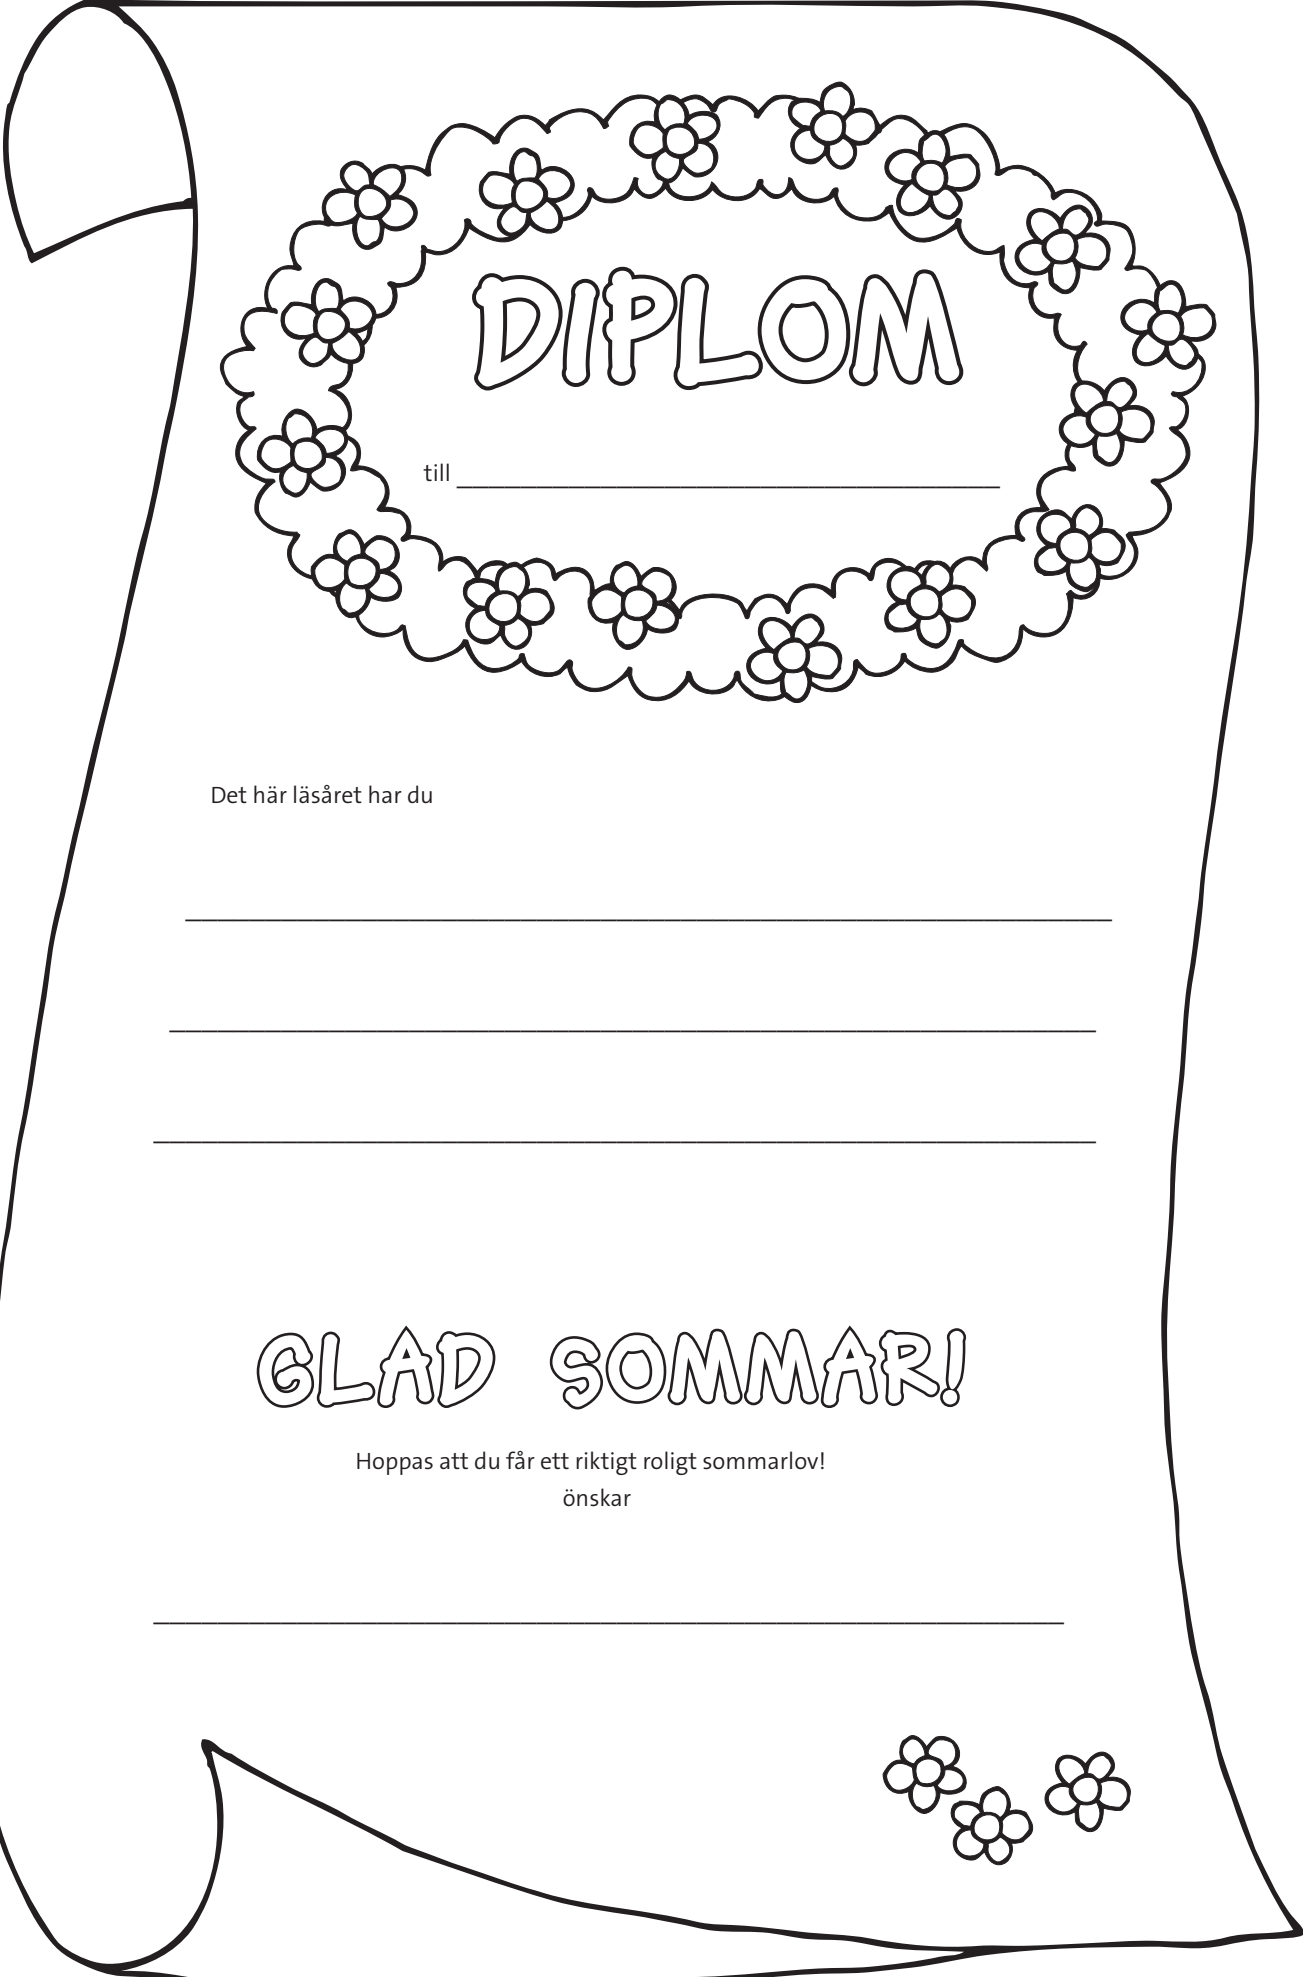 DIPLOM
till
Det här läsåret har du
GLAD SOMMAR!
Hoppas att du får ett riktigt roligt sommarlov!
önskar